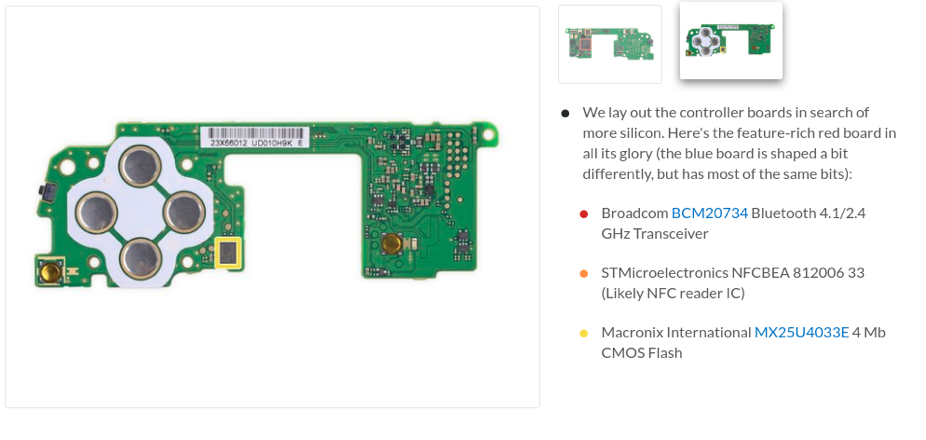 23X66012 UD010H9K E
We lay out the controller boards in search of
more silicon. Here's the feature-rich red board in
all its glory (the blue board is shaped a bit
differently, but has most of the same bits):
Broadcom BCM20734 Bluetooth 4.1/2.4
GHz Transceiver
STMicroelectronics NFCBEA 812006 33
(Likely NFC reader IC)
Macronix International MX25U4033E 4 Mb
CMOS Flash